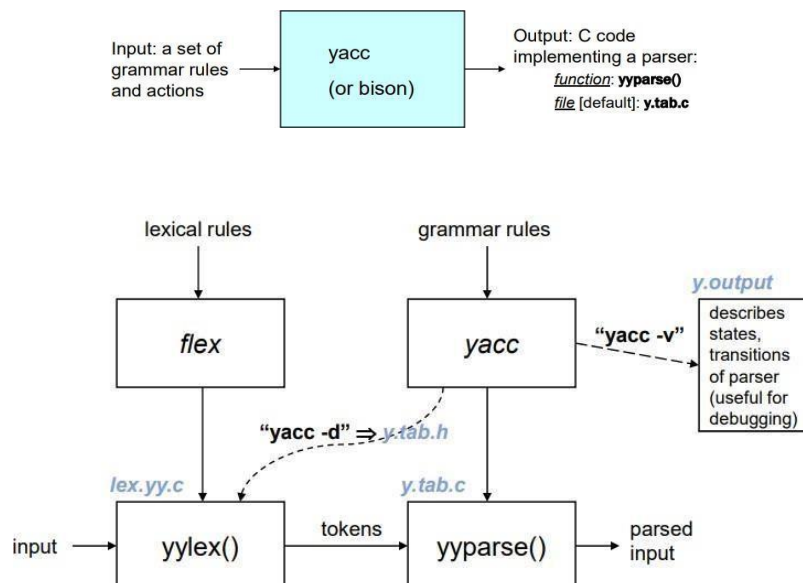 Input: a set of
grammar rules
and actions
yacc
(or bison)
Output: C code
implementing a parser:
function: yyparse()
file [default]: y.tab.c
lexical rules
grammar rules
flex
yacc
"yacc -v"
y.output
describes
states,
transitions
of parser
(useful for
debugging)
"yacc -d" ⇒ y.tab.h
lex.yy.c
y.tab.c
input
yylex()
tokens
yyparse()
parsed
input